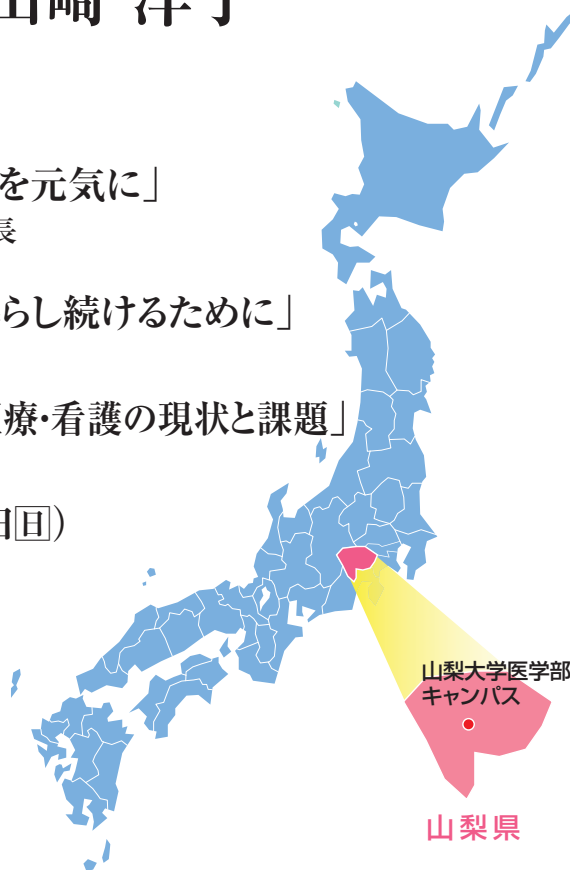 山﨑 洋子
を元気に」
長
らし続けるために」
療・看護の現状と課題」
日日）
山梨大学医学部
キャンパス
山梨県